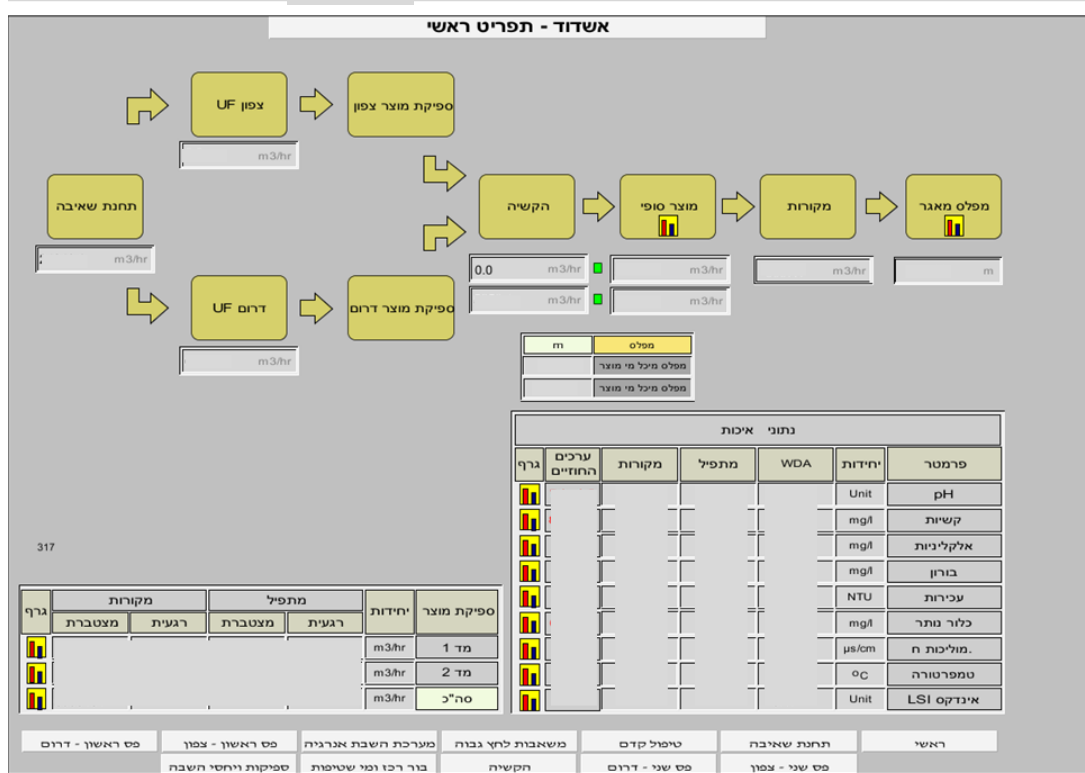 אשדוד - תפריט ראשי
צפון UF
ספיקת מוצר צפון
m3/hr
תחנת שאיבה
הקשיה
מוצר סופי
מקורות
מפלס מאגר
m3/hr
0.0 m3/hr
m3/hr
m3/hr
m
m3/hr
m3/hr
דרום UF
ספיקת מוצר דרום
m3/hr
מפלס m
מפלס מיכל מי מוצר
מפלס מיכל מי מוצר
נתוני איכות
פרמטר יחידות WDA מתפיל מקורות ערכים החוזיים גרף
pH Unit
קשיות mg/l
אלקליניות mg/l
בורון mg/l
עכירות NTU
כלור נותר mg/l
מוליכות ח. µs/cm
טמפרטורה ºC
אינדקס LSI Unit
317
ספיקת מוצר יחידות מתפיל מקורות גרף
רגעית מצטברת רגעית מצטברת
מד 1 m3/hr
מד 2 m3/hr
סה"כ m3/hr
ראשי תחנת שאיבה טיפול קדם משאבות לחץ גבוה מערכת השבת אנרגיה פס ראשון - צפון פס ראשון - דרום
פס שני - צפון פס שני - דרום הקשיה בור רכז ומי שטיפות ספיקות ויחסי השבה